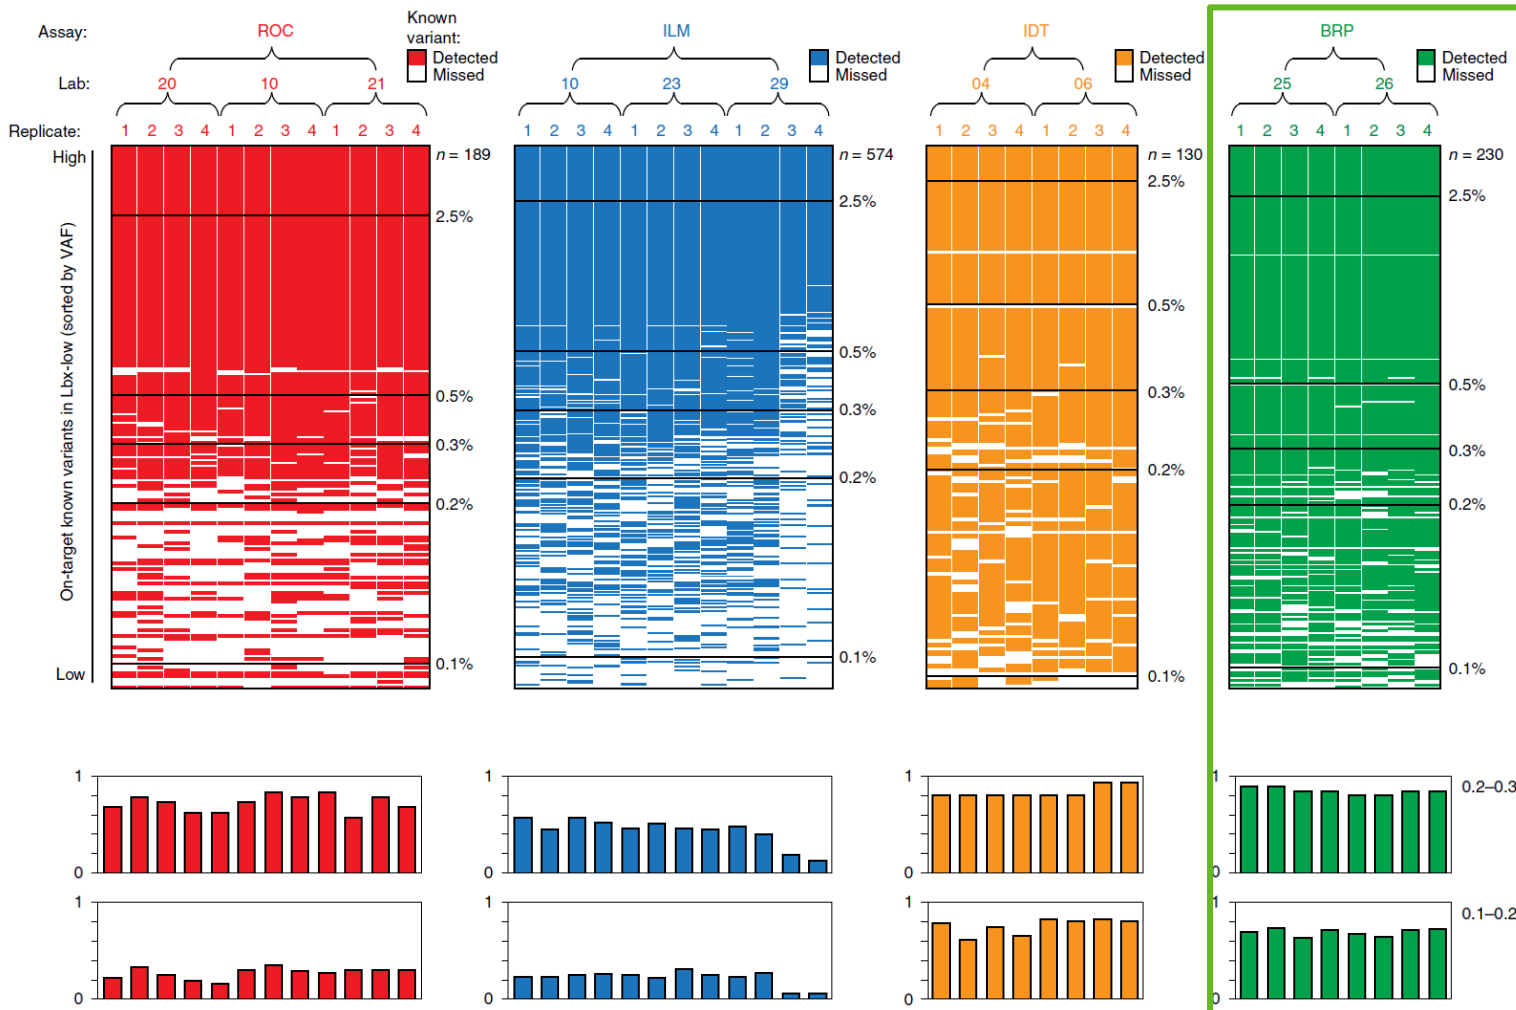 Assay: ROC Known variant: ILM IDT BRP
Detected Detected Detected Detected
Missed Missed Missed Missed
Lab: 20 10 21 10 23 29 04 06 25 26
Replicate: 1 2 3 4 1 2 3 4 1 2 3 4 1 2 3 4 1 2 3 4 1 2 3 4 1 2 3 4 1 2 3 4 1 2 3 4 1 2 3 4
On-target known variants in Lbx-low (sorted by VAF)
High
Low
n = 189
2.5%
0.5%
0.3%
0.2%
0.1%
n = 574
2.5%
0.5%
0.3%
0.2%
0.1%
n = 130
2.5%
0.5%
0.3%
0.2%
0.1%
n = 230
2.5%
0.5%
0.3%
0.2%
0.1%
1 1 1 1 0.2–0.3
0 0 0 0
1 1 1 1 0.1–0.2
0 0 0 0